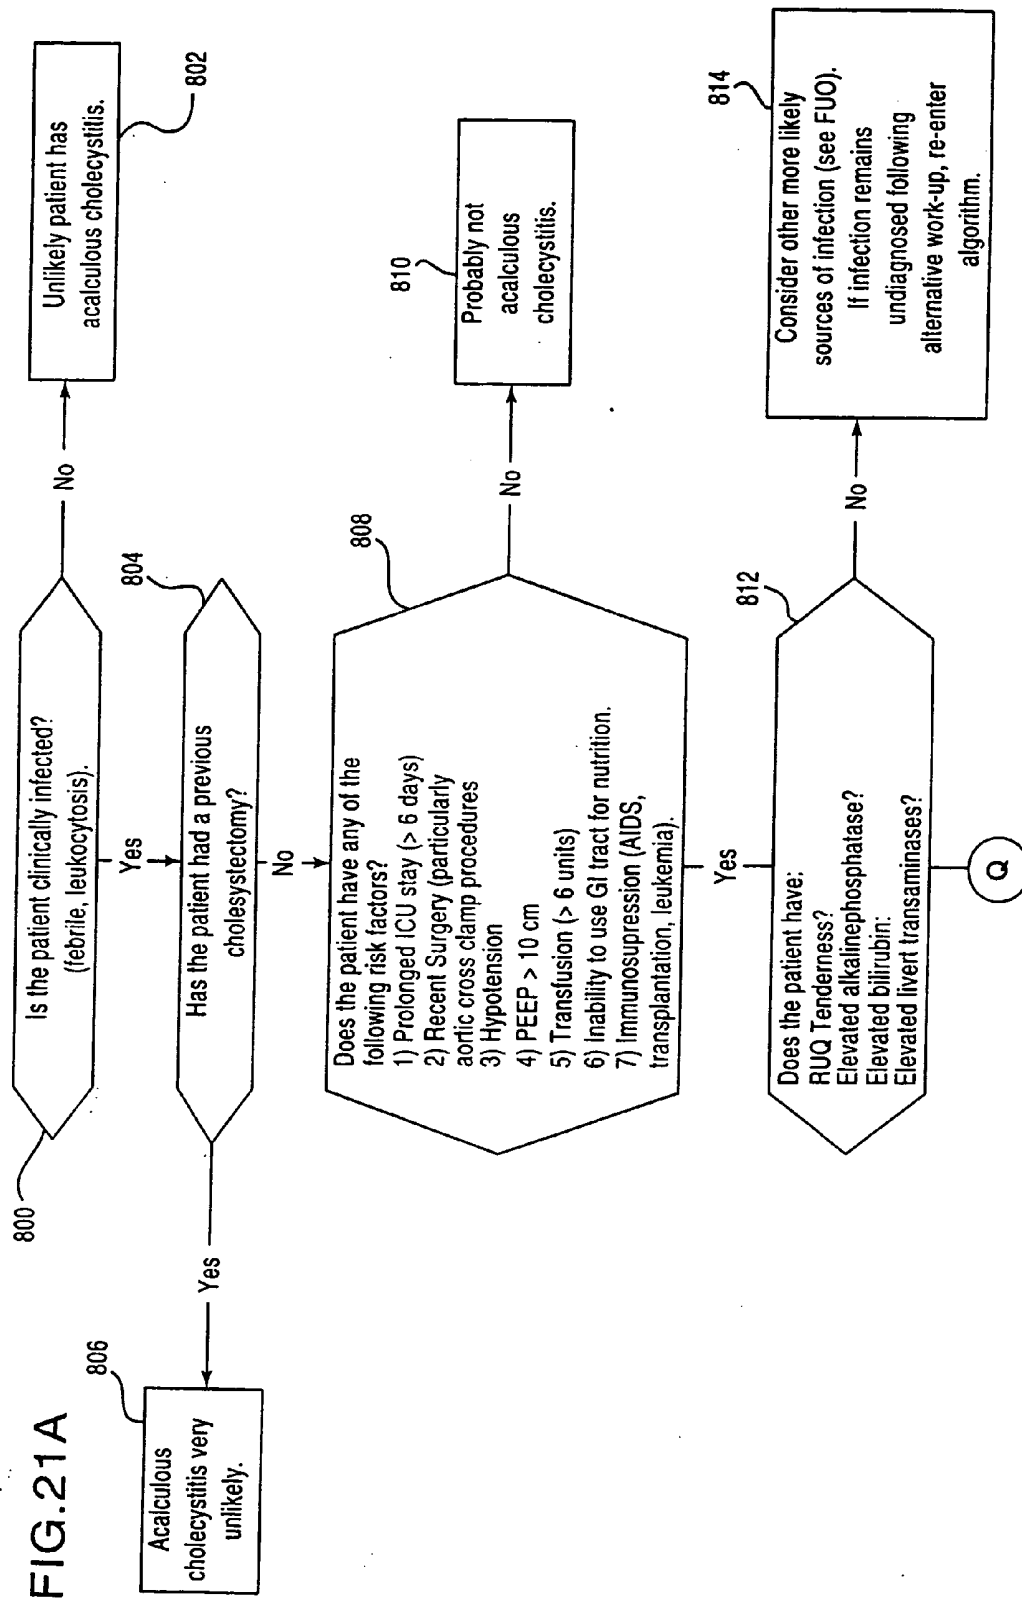 FIG.21A
800
Is the patient clinically infected?
(febrile, leukocytosis).
No
Unlikely patient has
acalculous cholecystitis.
802
Yes
804
Has the patient had a previous
cholesystectomy?
Yes
806
Acalculous
cholecystitis very
unlikely.
No
808
Does the patient have any of the
following risk factors?
1) Prolonged ICU stay (> 6 days)
2) Recent Surgery (particularly
aortic cross clamp procedures
3) Hypotension
4) PEEP > 10 cm
5) Transfusion (> 6 units)
6) Inability to use GI tract for nutrition.
7) Immunosupression (AIDS,
transplantation, leukemia).
No
810
Probably not
acalculous
cholecystitis.
Yes
812
Does the patient have:
RUQ Tenderness?
Elevated alkalinephosphatase?
Elevated bilirubin:
Elevated livert transaminases?
No
814
Consider other more likely
sources of infection (see FUO).
If infection remains
undiagnosed following
alternative work-up, re-enter
algorithm.
Q